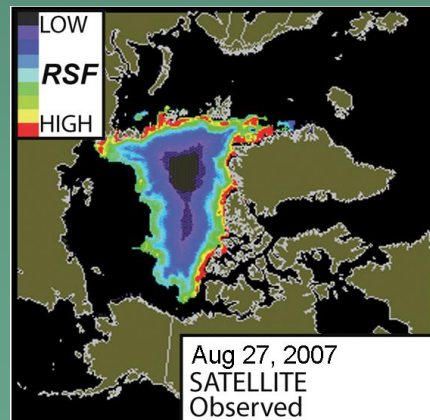 LOW
RSF
HIGH
Aug 27, 2007
SATELLITE
Observed